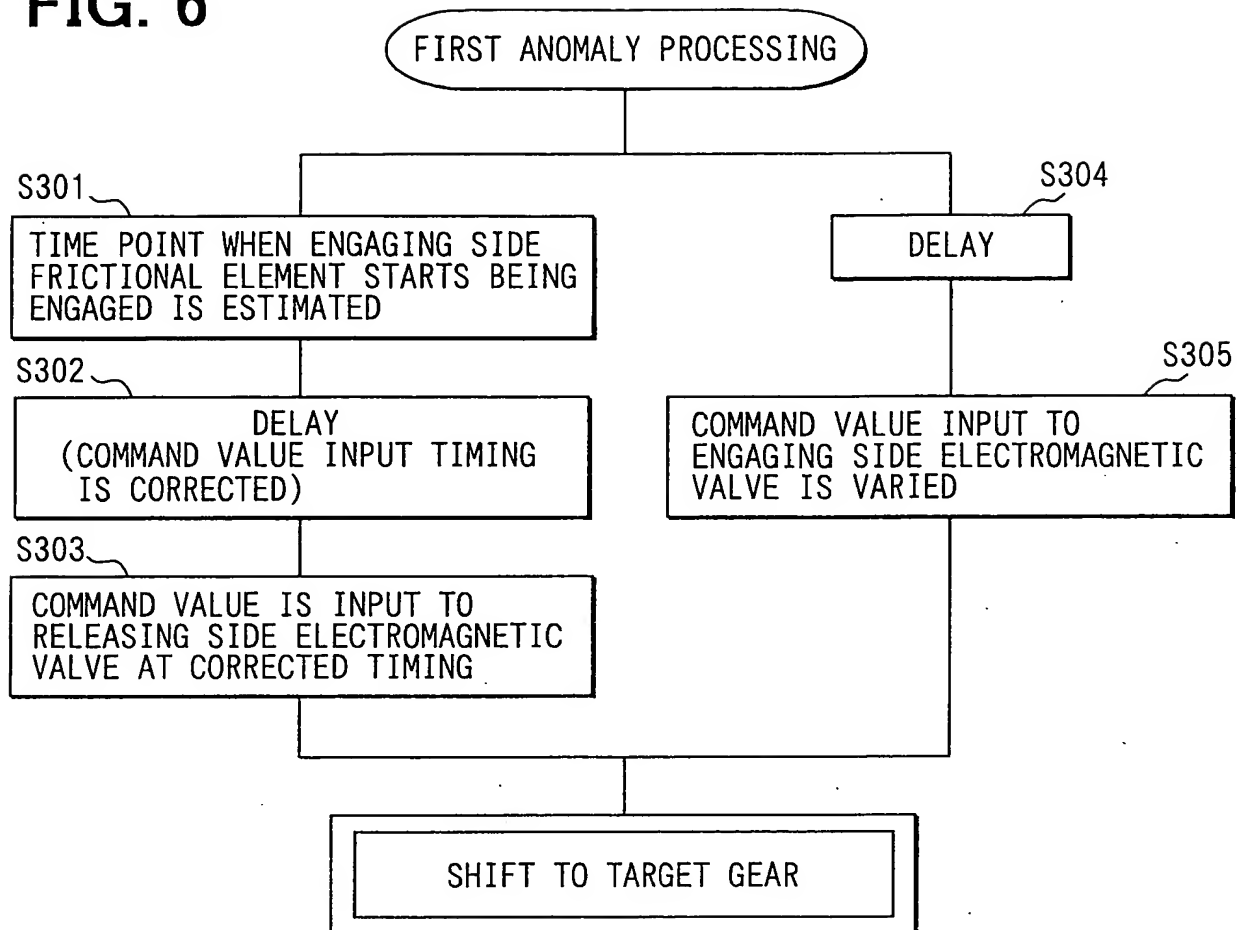 FIG. 6
FIRST ANOMALY PROCESSING
S301
TIME POINT WHEN ENGAGING SIDE
FRICTIONAL ELEMENT STARTS BEING
ENGAGED IS ESTIMATED
S304
DELAY
S302
DELAY
(COMMAND VALUE INPUT TIMING
IS CORRECTED)
S305
COMMAND VALUE INPUT TO
ENGAGING SIDE ELECTROMAGNETIC
VALVE IS VARIED
S303
COMMAND VALUE IS INPUT TO
RELEASING SIDE ELECTROMAGNETIC
VALVE AT CORRECTED TIMING
SHIFT TO TARGET GEAR